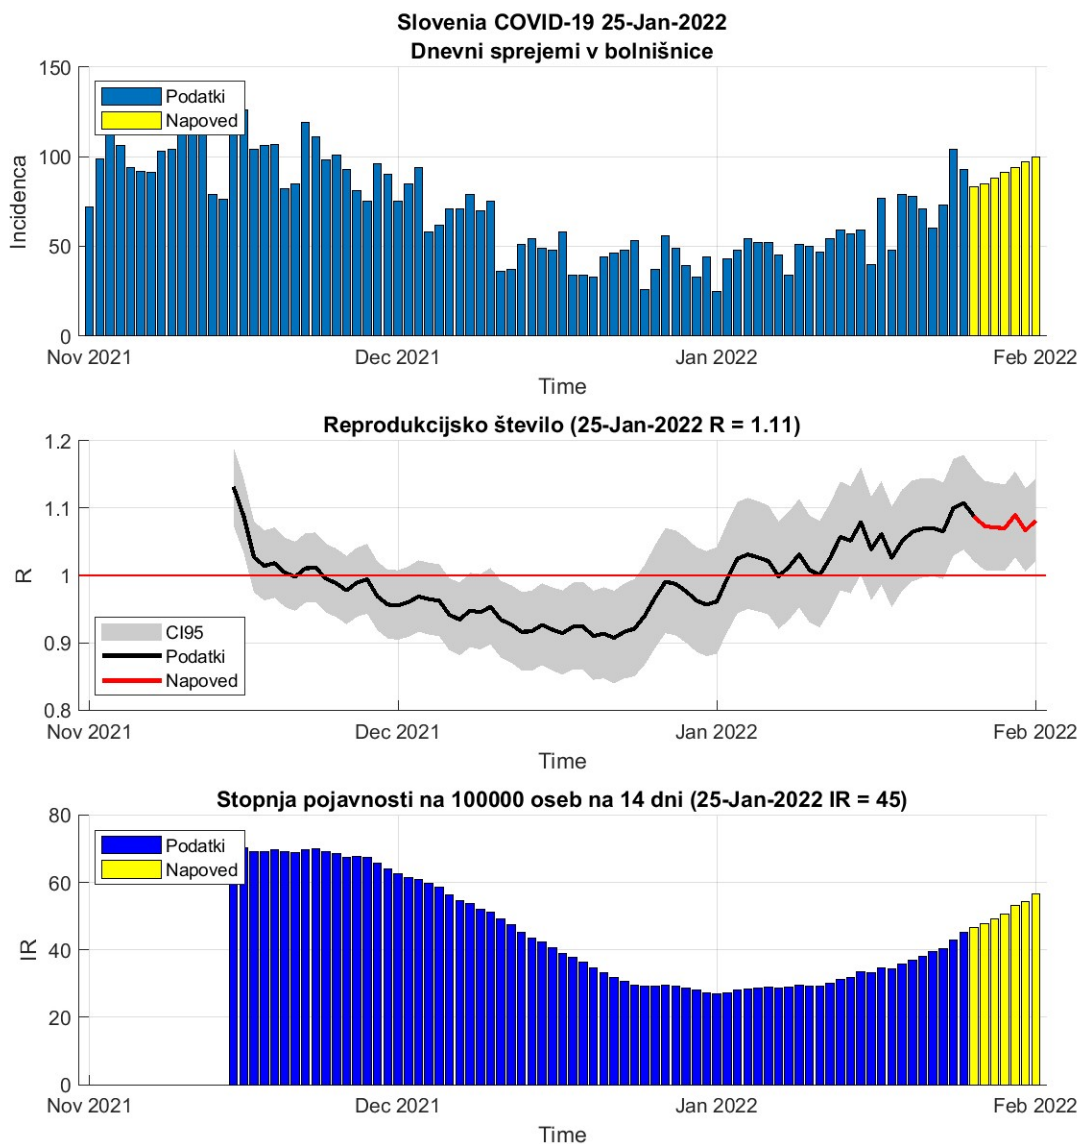 Slovenia COVID-19 25-Jan-2022
Dnevni sprejemi v bolnišnice
150
100
50
0
Incidenca
Podatki
Napoved
Nov 2021 Dec 2021 Jan 2022 Feb 2022
Time
Reprodukcijsko število (25-Jan-2022 R = 1.11)
1.2
1.1
1
0.9
0.8
R
CI95
Podatki
Napoved
Nov 2021 Dec 2021 Jan 2022 Feb 2022
Time
Stopnja pojavnosti na 100000 oseb na 14 dni (25-Jan-2022 IR = 45)
80
60
40
20
0
IR
Podatki
Napoved
Nov 2021 Dec 2021 Jan 2022 Feb 2022
Time